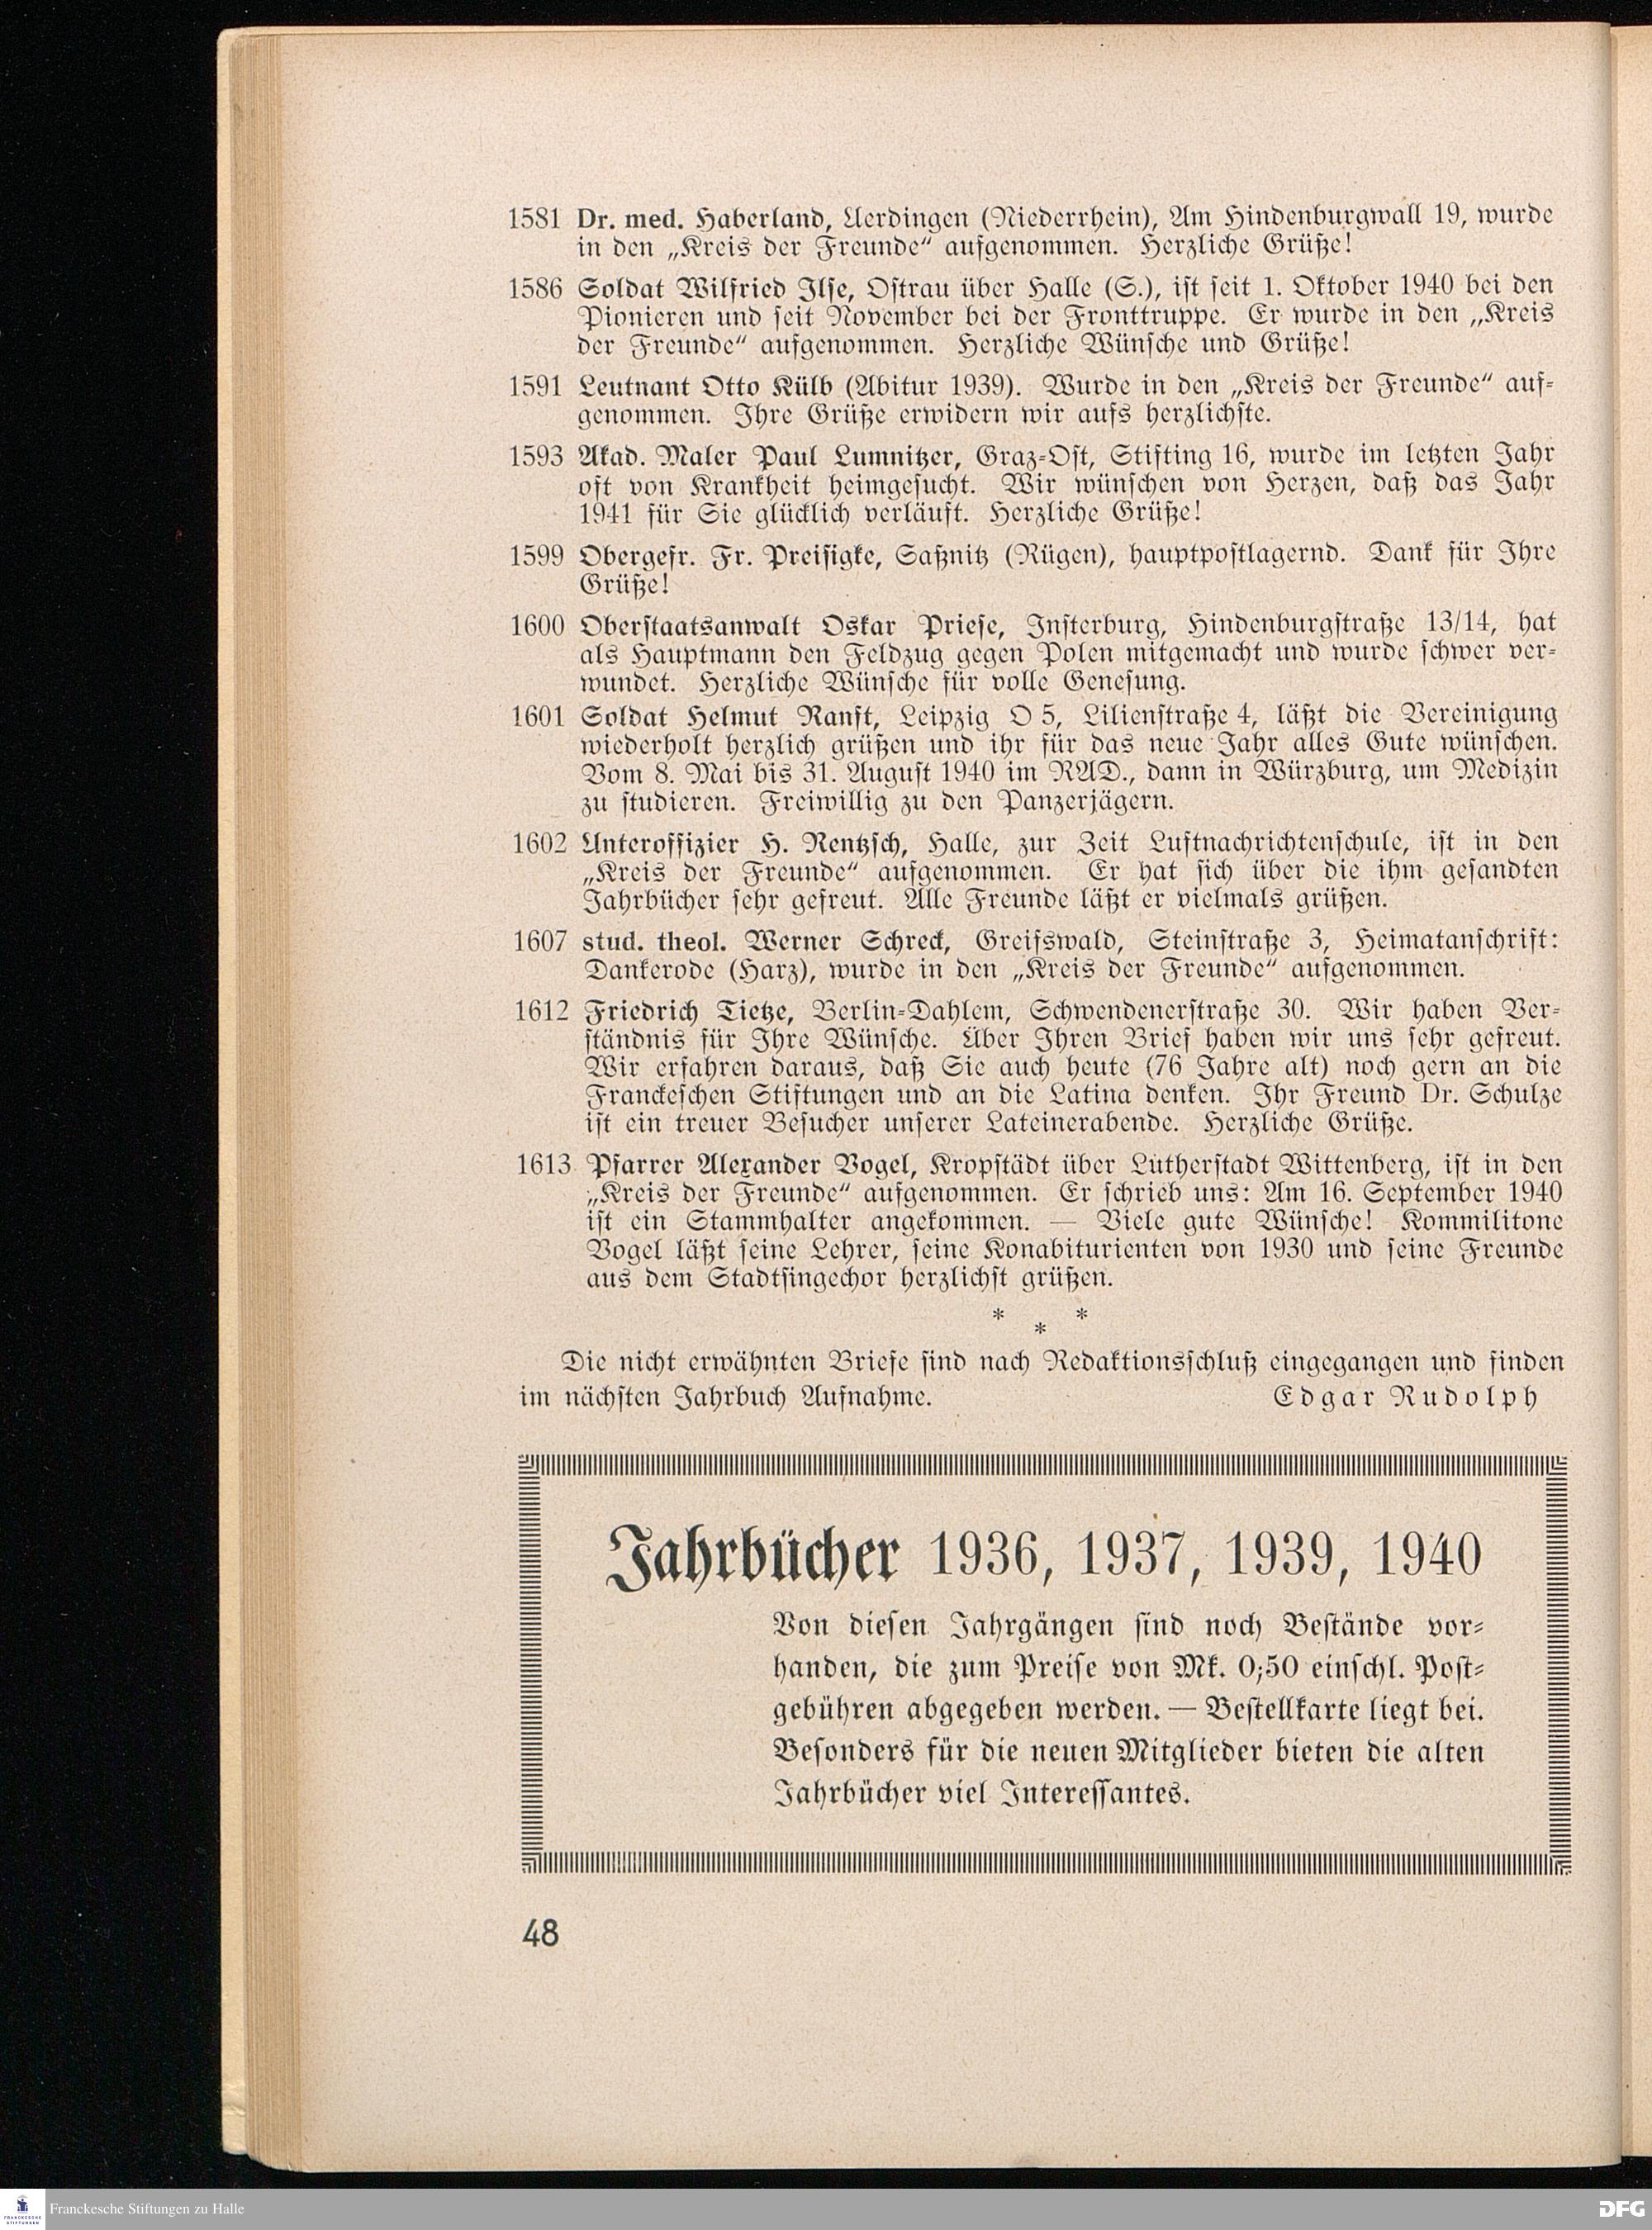 1581 Dr. med. Haberland, Uerdingen (Niederrhein), Am Hindenburgwall 19, wurde
in den „Kreis der Freunde“ aufgenommen. Herzliche Grüße!
1586 Soldat Wilfried Ilse, Ostrau über Halle (S.), ist seit 1. Oktober 1940 bei den
Pionieren und seit November bei der Fronttruppe. Er wurde in den „Kreis
der Freunde“ aufgenommen. Herzliche Wünsche und Grüße!
1591 Leutnant Otto Külb (Abitur 1939). Wurde in den „Kreis der Freunde“ auf-
genommen. Ihre Grüße erwidern wir aufs herzlichste.
1593 Akad. Maler Paul Lumnitzer, Graz-Ost, Stifting 16, wurde im letzten Jahr
oft von Krankheit heimgesucht. Wir wünschen von Herzen, daß das Jahr
1941 für Sie glücklich verläuft. Herzliche Grüße!
1599 Obergefr. Fr. Preisigke, Saßnitz (Rügen), hauptpostlagernd. Dank für Ihre
Grüße!
1600 Oberstaatsanwalt Oskar Priese, Insterburg, Hindenburgstraße 13/14, hat
als Hauptmann den Feldzug gegen Polen mitgemacht und wurde schwer ver-
wundet. Herzliche Wünsche für volle Genesung.
1601 Soldat Helmut Ranft, Leipzig O 5, Lilienstraße 4, läßt die Vereinigung
wiederholt herzlich grüßen und ihr für das neue Jahr alles Gute wünschen.
Vom 8. Mai bis 31. August 1940 im RAD., dann in Würzburg, um Medizin
zu studieren. Freiwillig zu den Panzerjägern.
1602 Unteroffizier H. Rentzsch, Halle, zur Zeit Luftnachrichtenschule, ist in den
„Kreis der Freunde“ aufgenommen. Er hat sich über die ihm gesandten
Jahrbücher sehr gefreut. Alle Freunde läßt er vielmals grüßen.
1607 stud. theol. Werner Schreck, Greifswald, Steinstraße 3, Heimatanschrift:
Dankerode (Harz), wurde in den „Kreis der Freunde“ aufgenommen.
1612 Friedrich Tietze, Berlin-Dahlem, Schwendenerstraße 30. Wir haben Ver-
ständnis für Ihre Wünsche. Über Ihren Brief haben wir uns sehr gefreut.
Wir erfahren daraus, daß Sie auch heute (76 Jahre alt) noch gern an die
Franckeschen Stiftungen und an die Latina denken. Ihr Freund Dr. Schulze
ist ein treuer Besucher unserer Lateinerabende. Herzliche Grüße.
1613 Pfarrer Alexander Vogel, Kropstädt über Lutherstadt Wittenberg, ist in den
„Kreis der Freunde“ aufgenommen. Er schrieb uns: Am 16. September 1940
ist ein Stammhalter angekommen. — Viele gute Wünsche! Kommilitone
Vogel läßt seine Lehrer, seine Konabiturienten von 1930 und seine Freunde
aus dem Stadtsingechor herzlichst grüßen.
* * *
Die nicht erwähnten Briefe sind nach Redaktionsschluß eingegangen und finden
im nächsten Jahrbuch Aufnahme. Edgar Rudolph
Jahrbücher 1936, 1937, 1939, 1940
Von diesen Jahrgängen sind noch Bestände vor-
handen, die zum Preise von Mk. 0,50 einschl. Post-
gebühren abgegeben werden. — Bestellkarte liegt bei.
Besonders für die neuen Mitglieder bieten die alten
Jahrbücher viel Interessantes.
48
FRANCKESCHE
STIFTUNGEN
Franckesche Stiftungen zu Halle
DFG